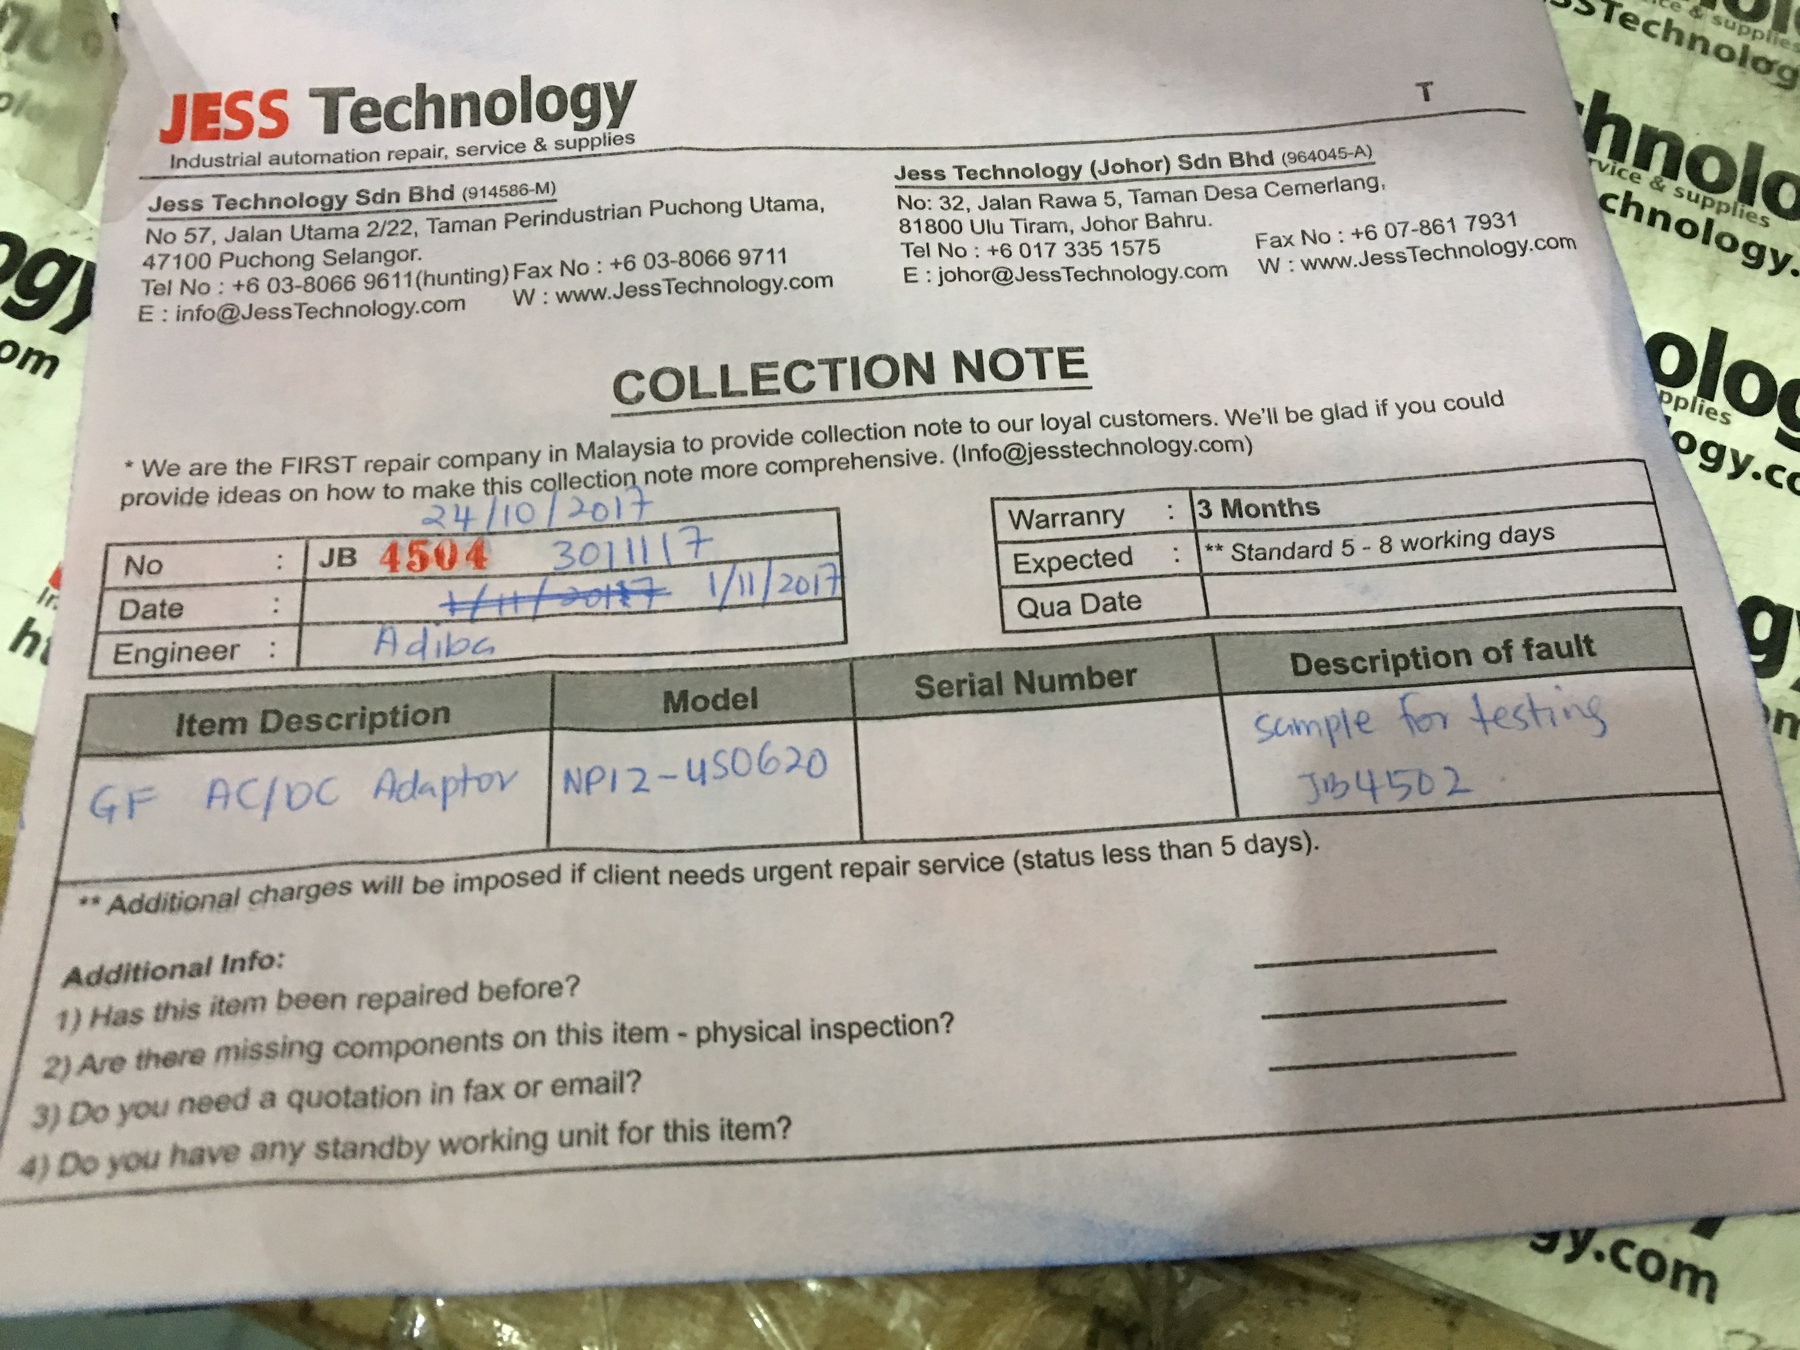 JESS Technology
Industrial automation repair, service & supplies
T
Jess Technology Sdn Bhd (914586-M)
No 57, Jalan Utama 2/22, Taman Perindustrian Puchong Utama,
47100 Puchong Selangor.
Tel No : +6 03-8066 9611(hunting) Fax No : +6 03-8066 9711
E : info@JessTechnology.com W : www.JessTechnology.com
Jess Technology (Johor) Sdn Bhd (964045-A)
No: 32, Jalan Rawa 5, Taman Desa Cemerlang,
81800 Ulu Tiram, Johor Bahru.
Tel No : +6 017 335 1575 Fax No : +6 07-861 7931
E : johor@JessTechnology.com W : www.JessTechnology.com
COLLECTION NOTE
* We are the FIRST repair company in Malaysia to provide collection note to our loyal customers. We'll be glad if you could
provide ideas on how to make this collection note more comprehensive. (Info@jesstechnology.com)
24/10/2017
No : JB 4504 301117
Date : 1/11/2017 1/11/2017
Engineer : Adiba
Warranry : 3 Months
Expected : ** Standard 5 - 8 working days
Qua Date
Item Description Model Serial Number Description of fault
GF AC/DC Adaptor NP12-US0620 sample for testing
JB4502
** Additional charges will be imposed if client needs urgent repair service (status less than 5 days).
Additional Info:
1) Has this item been repaired before?
2) Are there missing components on this item - physical inspection?
3) Do you need a quotation in fax or email?
4) Do you have any standby working unit for this item?